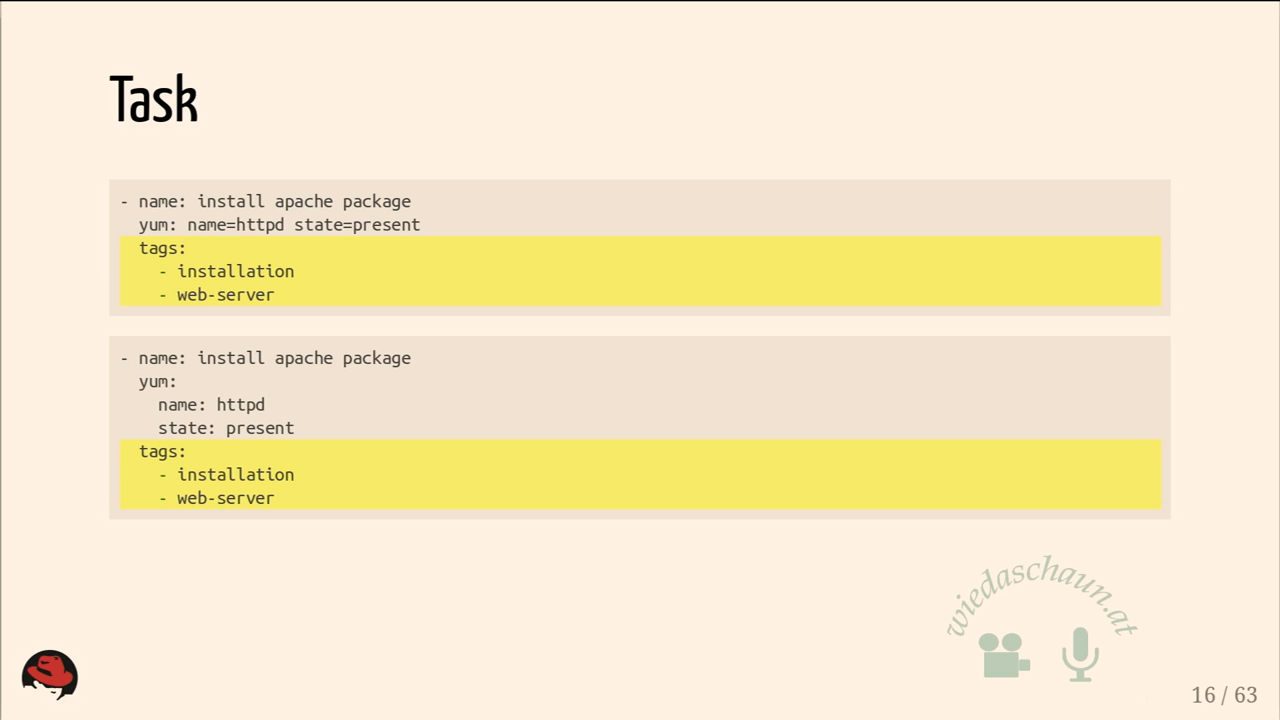 Task
- name: install apache package
  yum: name=httpd state=present
  tags:
    - installation
    - web-server
- name: install apache package
  yum:
    name: httpd
    state: present
  tags:
    - installation
    - web-server
wiedaschaun.at
16 / 63